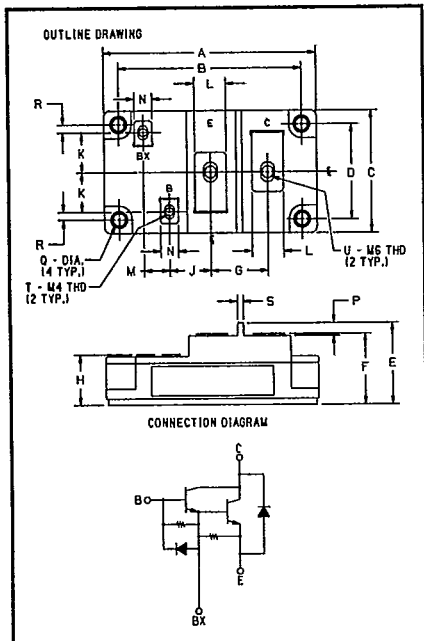 OUTLINE DRAWING
A
B
L
N
R
E
C
K
BX
D
C
K
B
R
Q - DIA.
(4 TYP.)
N
L
U - M6 THD
(2 TYP.)
T - M4 THD
(2 TYP.)
M
J
G
S
P
H
F
E
CONNECTION DIAGRAM
C
B
E
BX